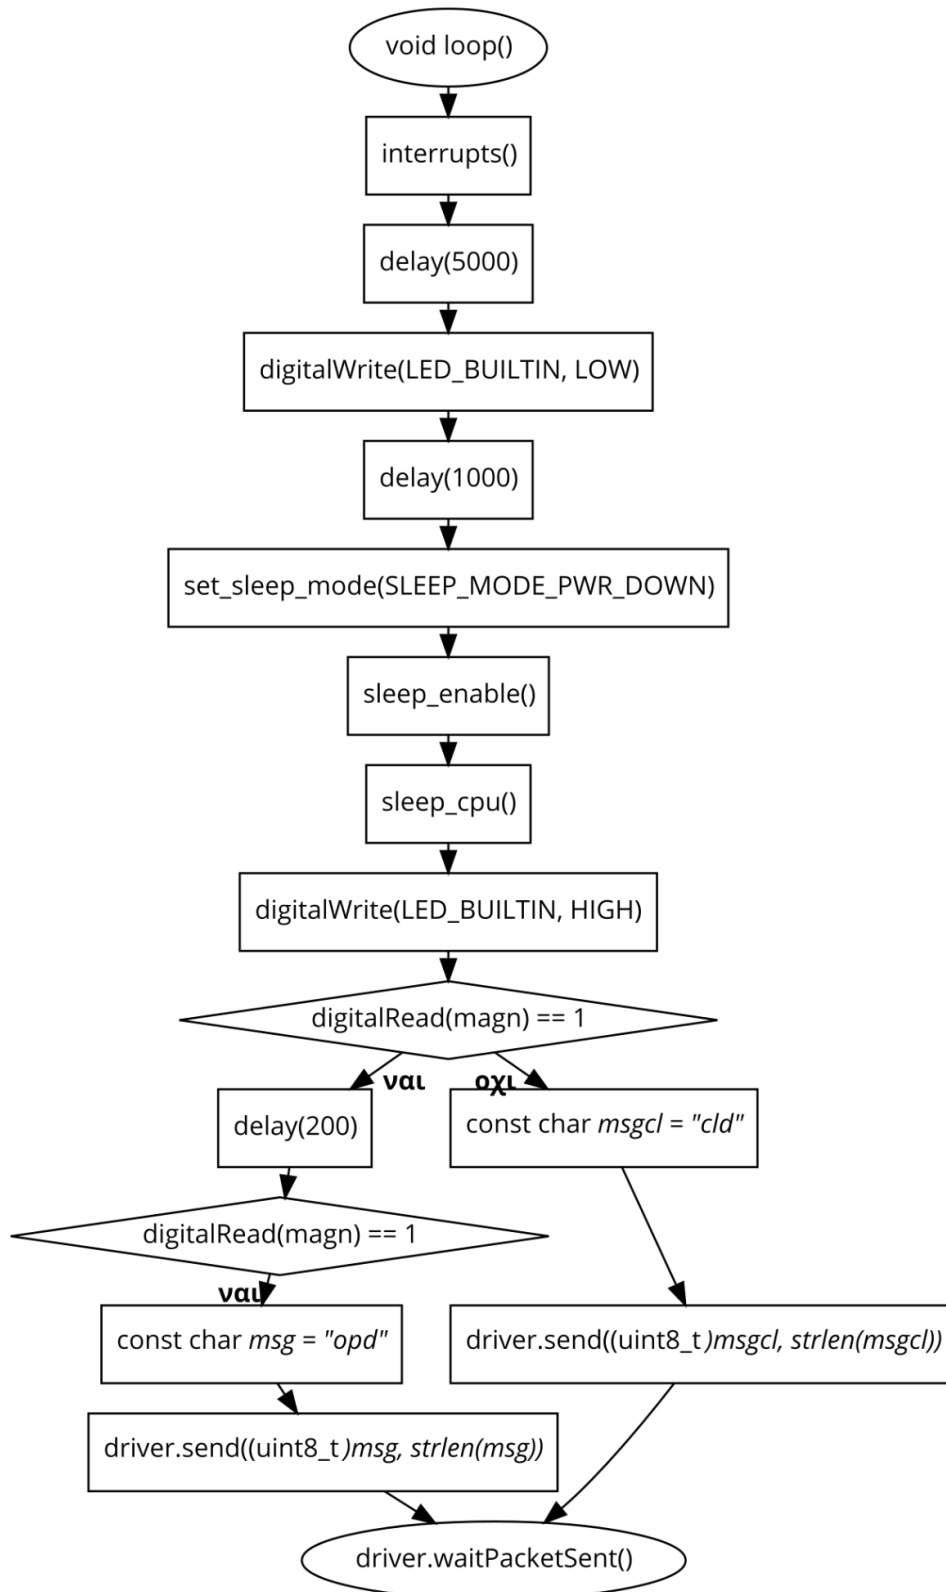 void loop()
interrupts()
delay(5000)
digitalWrite(LED_BUILTIN, LOW)
delay(1000)
set_sleep_mode(SLEEP_MODE_PWR_DOWN)
sleep_enable()
sleep_cpu()
digitalWrite(LED_BUILTIN, HIGH)
digitalRead(magn) == 1
ναι
οχι
delay(200)
const char msgcl = "cld"
digitalRead(magn) == 1
ναι
const char msg = "opd"
driver.send((uint8_t)msgcl, strlen(msgcl))
driver.send((uint8_t)msg, strlen(msg))
driver.waitPacketSent()